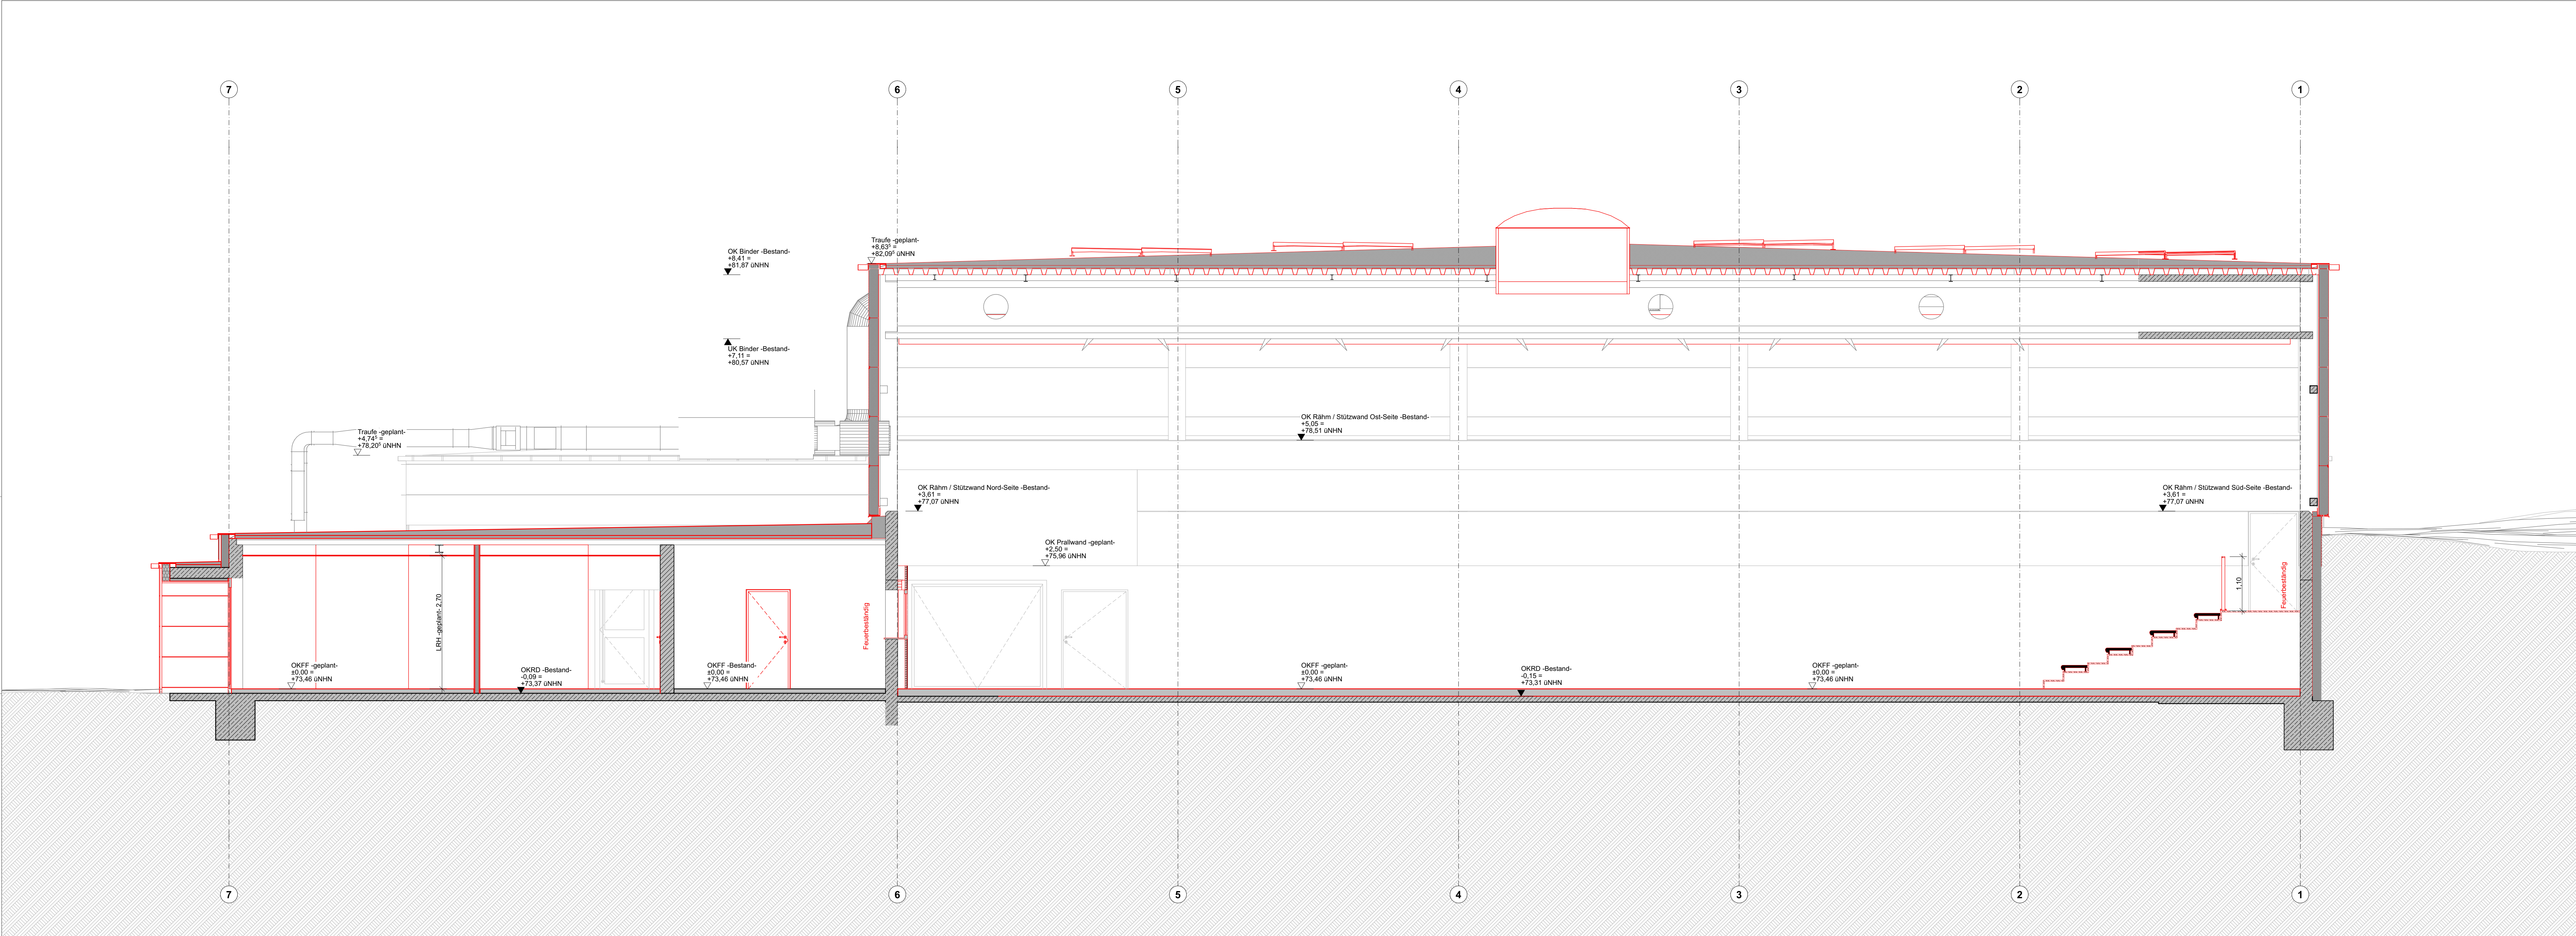 7
6
5
4
3
2
1
OK Binder -Bestand-
+8,41 =
+81,87 üNHN
Traufe -geplant-
+8,63⁵ =
+82,09⁵ üNHN
UK Binder -Bestand-
+7,11 =
+80,57 üNHN
Traufe -geplant-
+4,74⁵ =
+78,20⁵ üNHN
OK Rähm / Stützwand Ost-Seite -Bestand-
+5,05 =
+78,51 üNHN
OK Rähm / Stützwand Nord-Seite -Bestand-
+3,61 =
+77,07 üNHN
OK Rähm / Stützwand Süd-Seite -Bestand-
+3,61 =
+77,07 üNHN
OK Prallwand -geplant-
+2,50 =
+75,96 üNHN
LRH -geplant- 2,70
Feuerbeständig
1,10
Feuerbeständig
OKFF -geplant-
±0,00 =
+73,46 üNHN
OKRD -Bestand-
-0,09 =
+73,37 üNHN
OKFF -Bestand-
±0,00 =
+73,46 üNHN
OKFF -geplant-
±0,00 =
+73,46 üNHN
OKRD -Bestand-
-0,15 =
+73,31 üNHN
OKFF -geplant-
±0,00 =
+73,46 üNHN
7
6
5
4
3
2
1